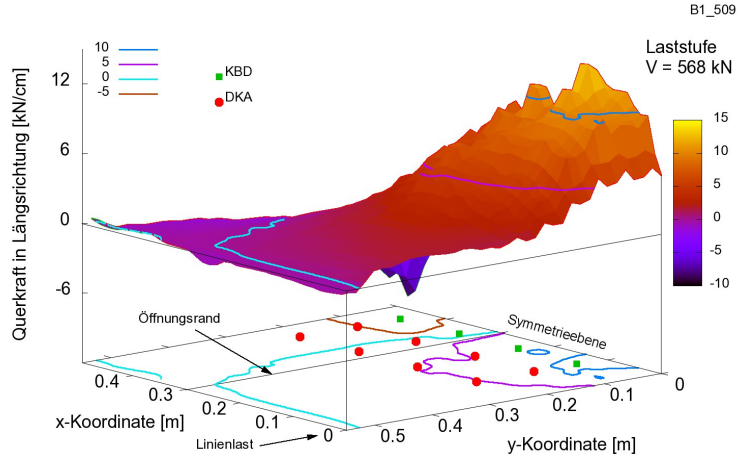 B1_509
10
5
0
-5
KBD
DKA
Laststufe
V = 568 kN
Querkraft in Längsrichtung [kN/cm]
12
6
0
-6
15
10
5
0
-5
-10
Öffnungsrand
Symmetrieebene
0.4
0.3
0.2
0.1
0
x-Koordinate [m]
Linienlast
0.5
0.4
0.3
0.2
0.1
0
y-Koordinate [m]